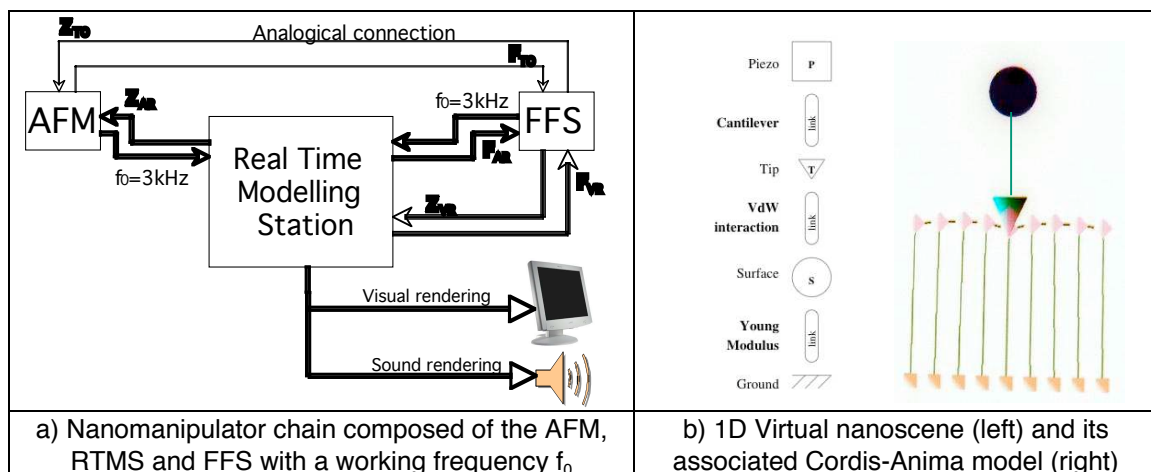 Z_TO
Analogical connection
F_TO
AFM
Z_AR
f₀=3kHz
f₀=3kHz
FFS
Real Time
Modelling
Station
F_AR
F_VR
Z_VR
Visual rendering
Sound rendering
a) Nanomanipulator chain composed of the AFM,
RTMS and FFS with a working frequency f₀
Piezo
P
Cantilever
link
Tip
T
VdW
interaction
link
Surface
S
Young
Modulus
link
Ground
b) 1D Virtual nanoscene (left) and its
associated Cordis-Anima model (right)